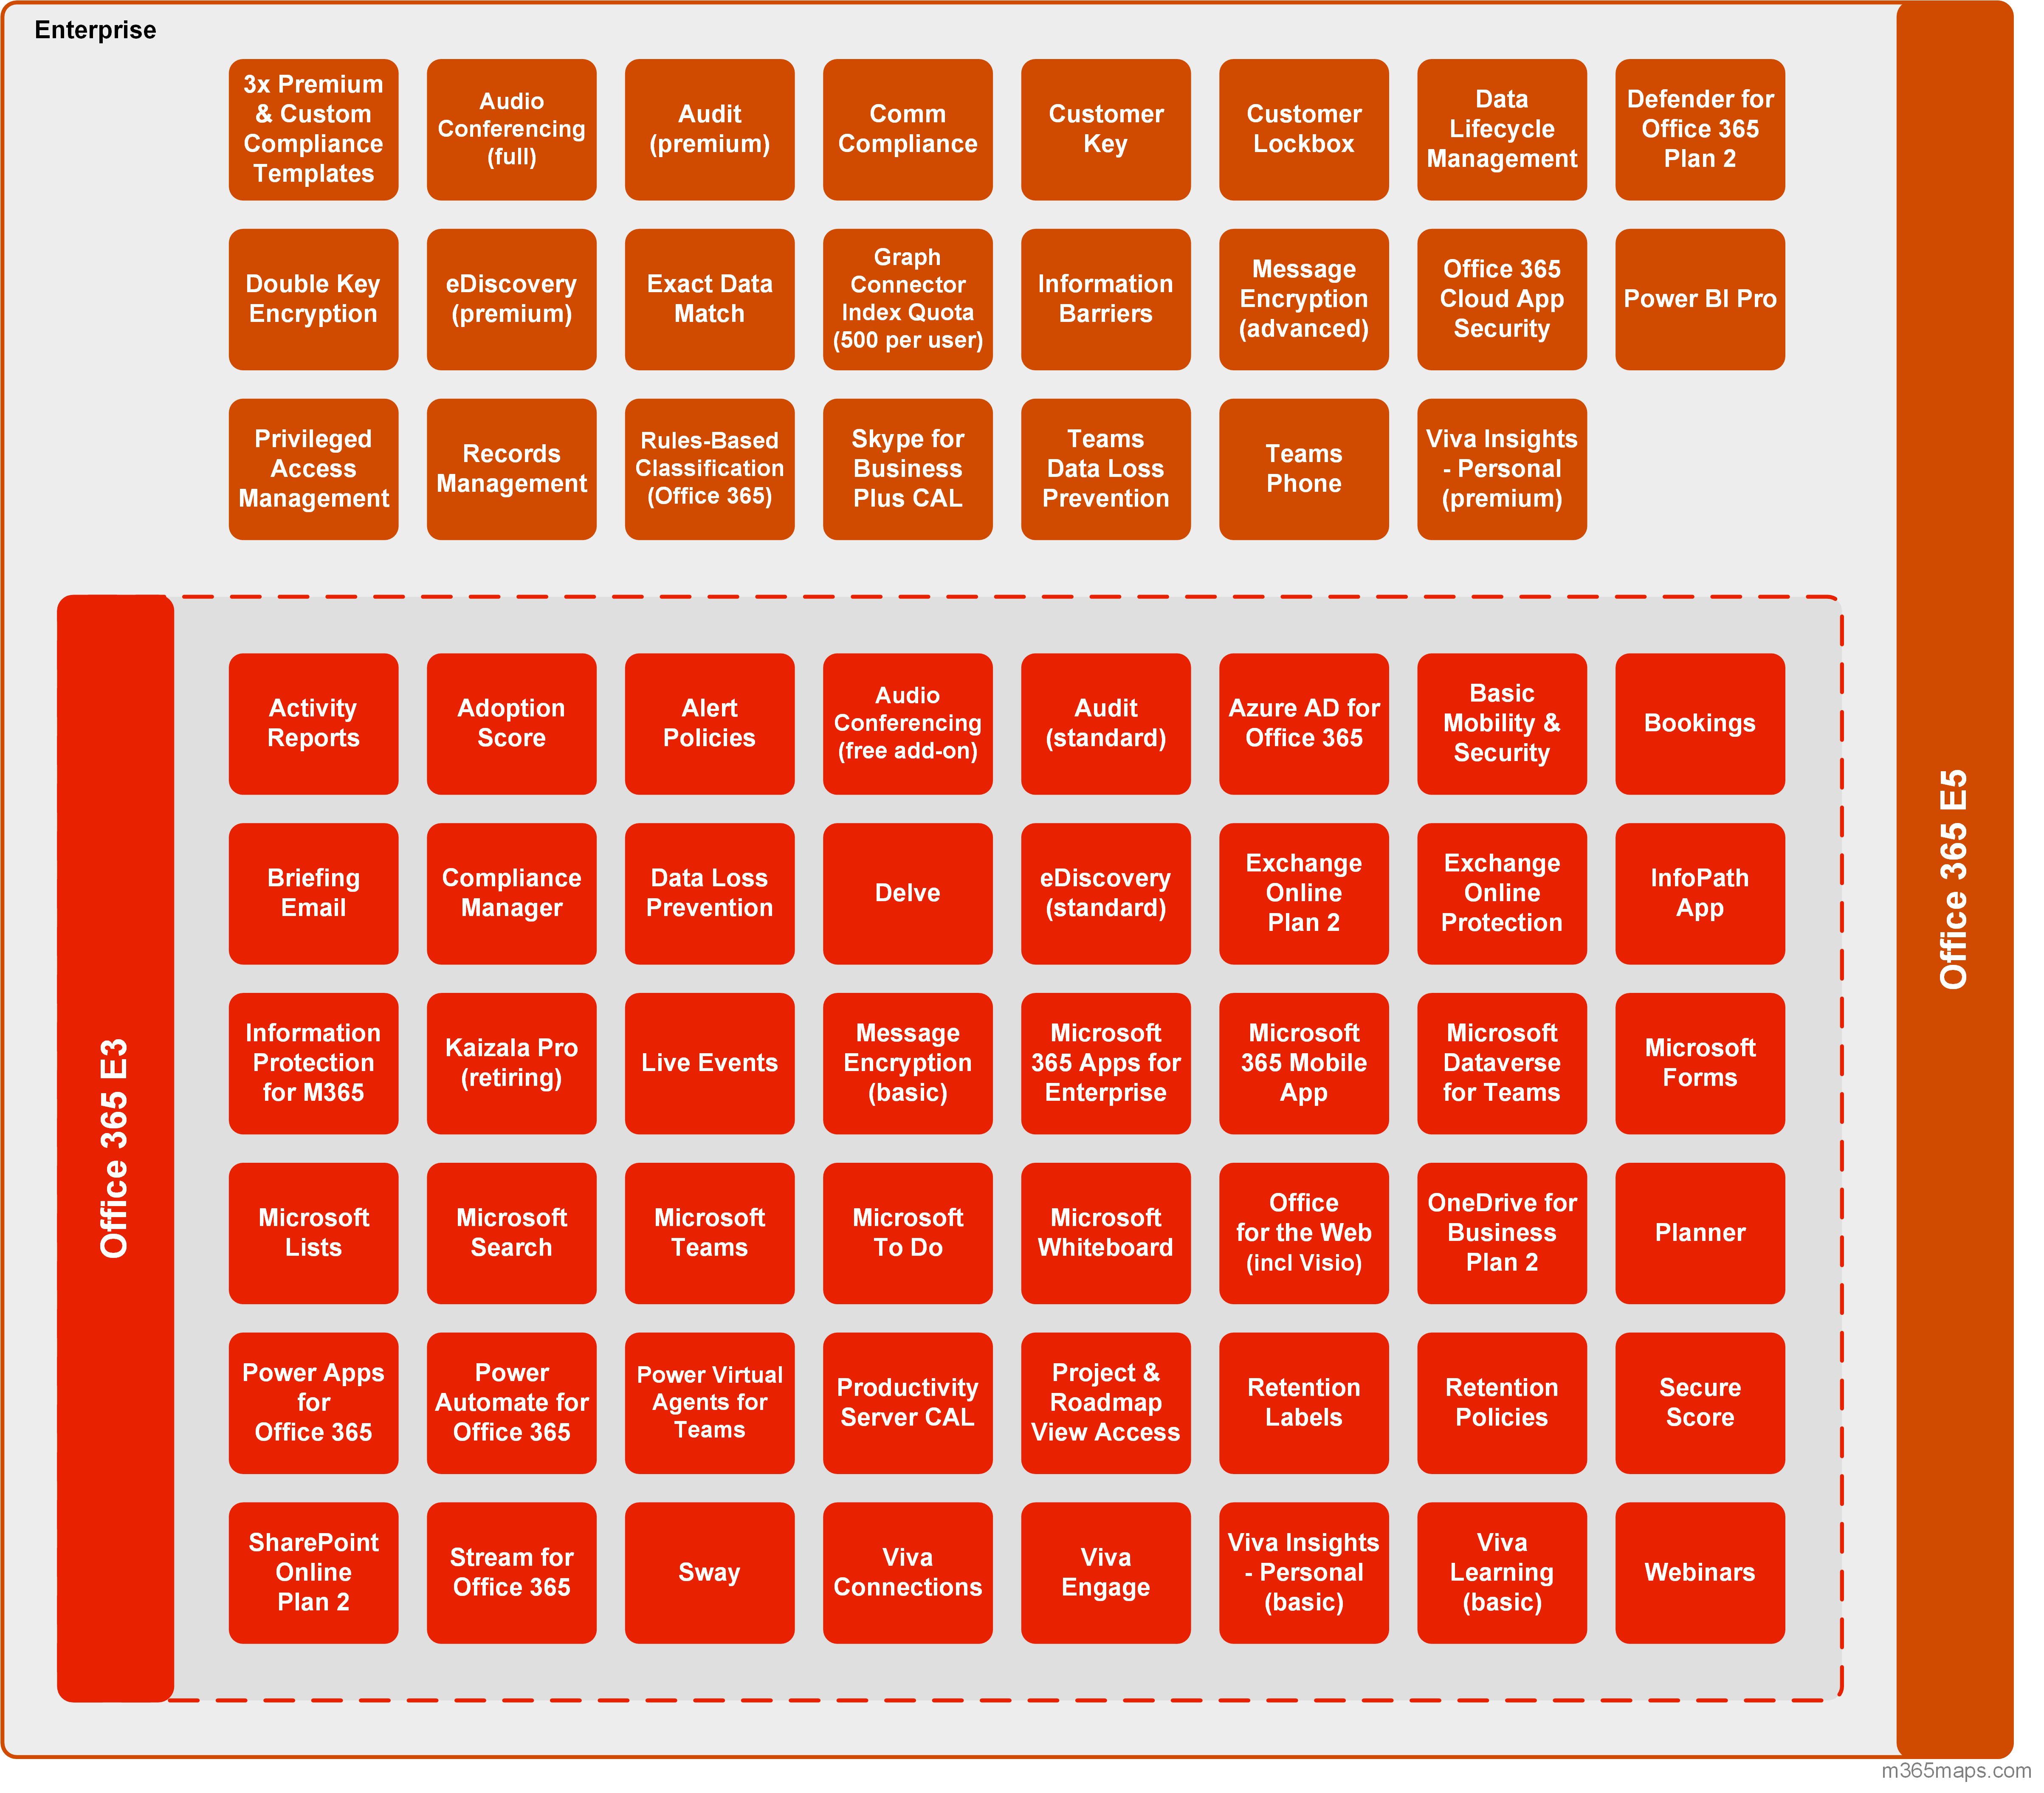 Enterprise
3x Premium
& Custom
Compliance
Templates
Audio
Conferencing
(full)
Audit
(premium)
Comm
Compliance
Customer
Key
Customer
Lockbox
Data
Lifecycle
Management
Defender for
Office 365
Plan 2
Double Key
Encryption
eDiscovery
(premium)
Exact Data
Match
Graph
Connector
Index Quota
(500 per user)
Information
Barriers
Message
Encryption
(advanced)
Office 365
Cloud App
Security
Power BI Pro
Privileged
Access
Management
Records
Management
Rules-Based
Classification
(Office 365)
Skype for
Business
Plus CAL
Teams
Data Loss
Prevention
Teams
Phone
Viva Insights
- Personal
(premium)
Office 365 E5
Office 365 E3
Activity
Reports
Adoption
Score
Alert
Policies
Audio
Conferencing
(free add-on)
Audit
(standard)
Azure AD for
Office 365
Basic
Mobility &
Security
Bookings
Briefing
Email
Compliance
Manager
Data Loss
Prevention
Delve
eDiscovery
(standard)
Exchange
Online
Plan 2
Exchange
Online
Protection
InfoPath
App
Information
Protection
for M365
Kaizala Pro
(retiring)
Live Events
Message
Encryption
(basic)
Microsoft
365 Apps for
Enterprise
Microsoft
365 Mobile
App
Microsoft
Dataverse
for Teams
Microsoft
Forms
Microsoft
Lists
Microsoft
Search
Microsoft
Teams
Microsoft
To Do
Microsoft
Whiteboard
Office
for the Web
(incl Visio)
OneDrive for
Business
Plan 2
Planner
Power Apps
for
Office 365
Power
Automate for
Office 365
Power Virtual
Agents for
Teams
Productivity
Server CAL
Project &
Roadmap
View Access
Retention
Labels
Retention
Policies
Secure
Score
SharePoint
Online
Plan 2
Stream for
Office 365
Sway
Viva
Connections
Viva
Engage
Viva Insights
- Personal
(basic)
Viva
Learning
(basic)
Webinars
m365maps.com